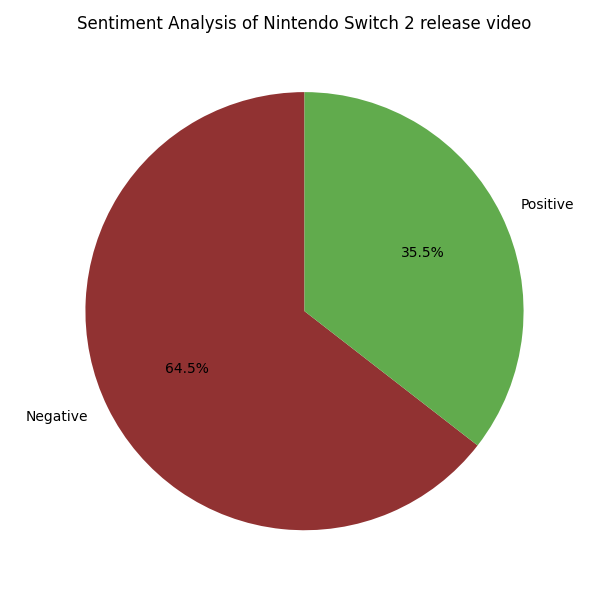 Sentiment Analysis of Nintendo Switch 2 release video
Positive
35.5%
64.5%
Negative